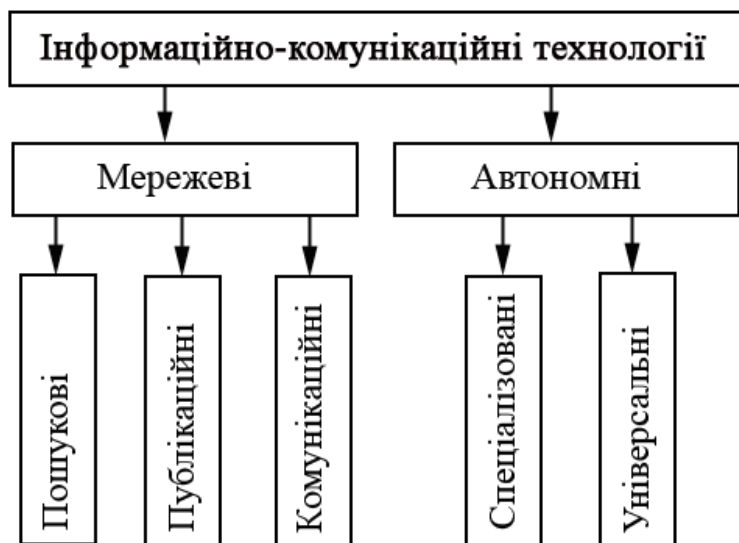 Інформаційно-комунікаційні технології
Мережеві
Автономні
Пошукові
Публікаційні
Комунікаційні
Спеціалізовані
Універсальні